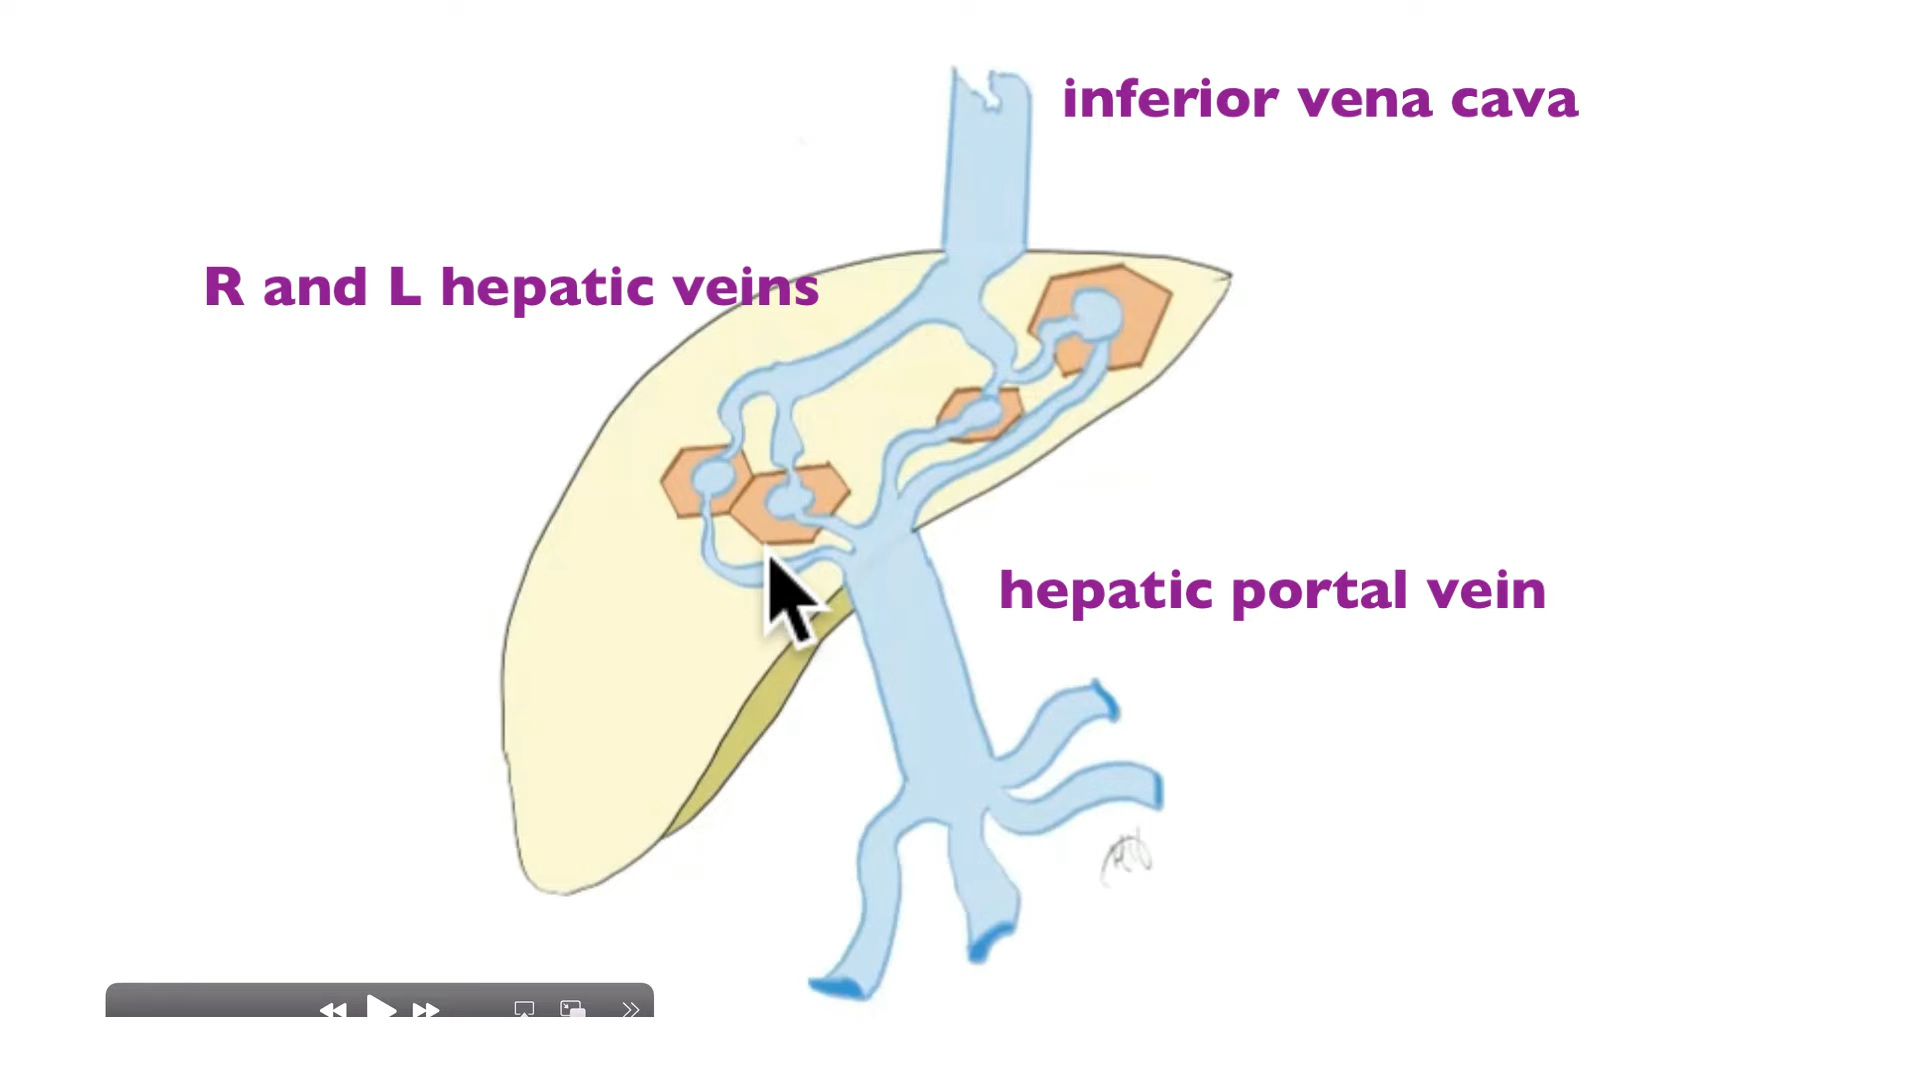 inferior vena cava
R and L hepatic veins
hepatic portal vein